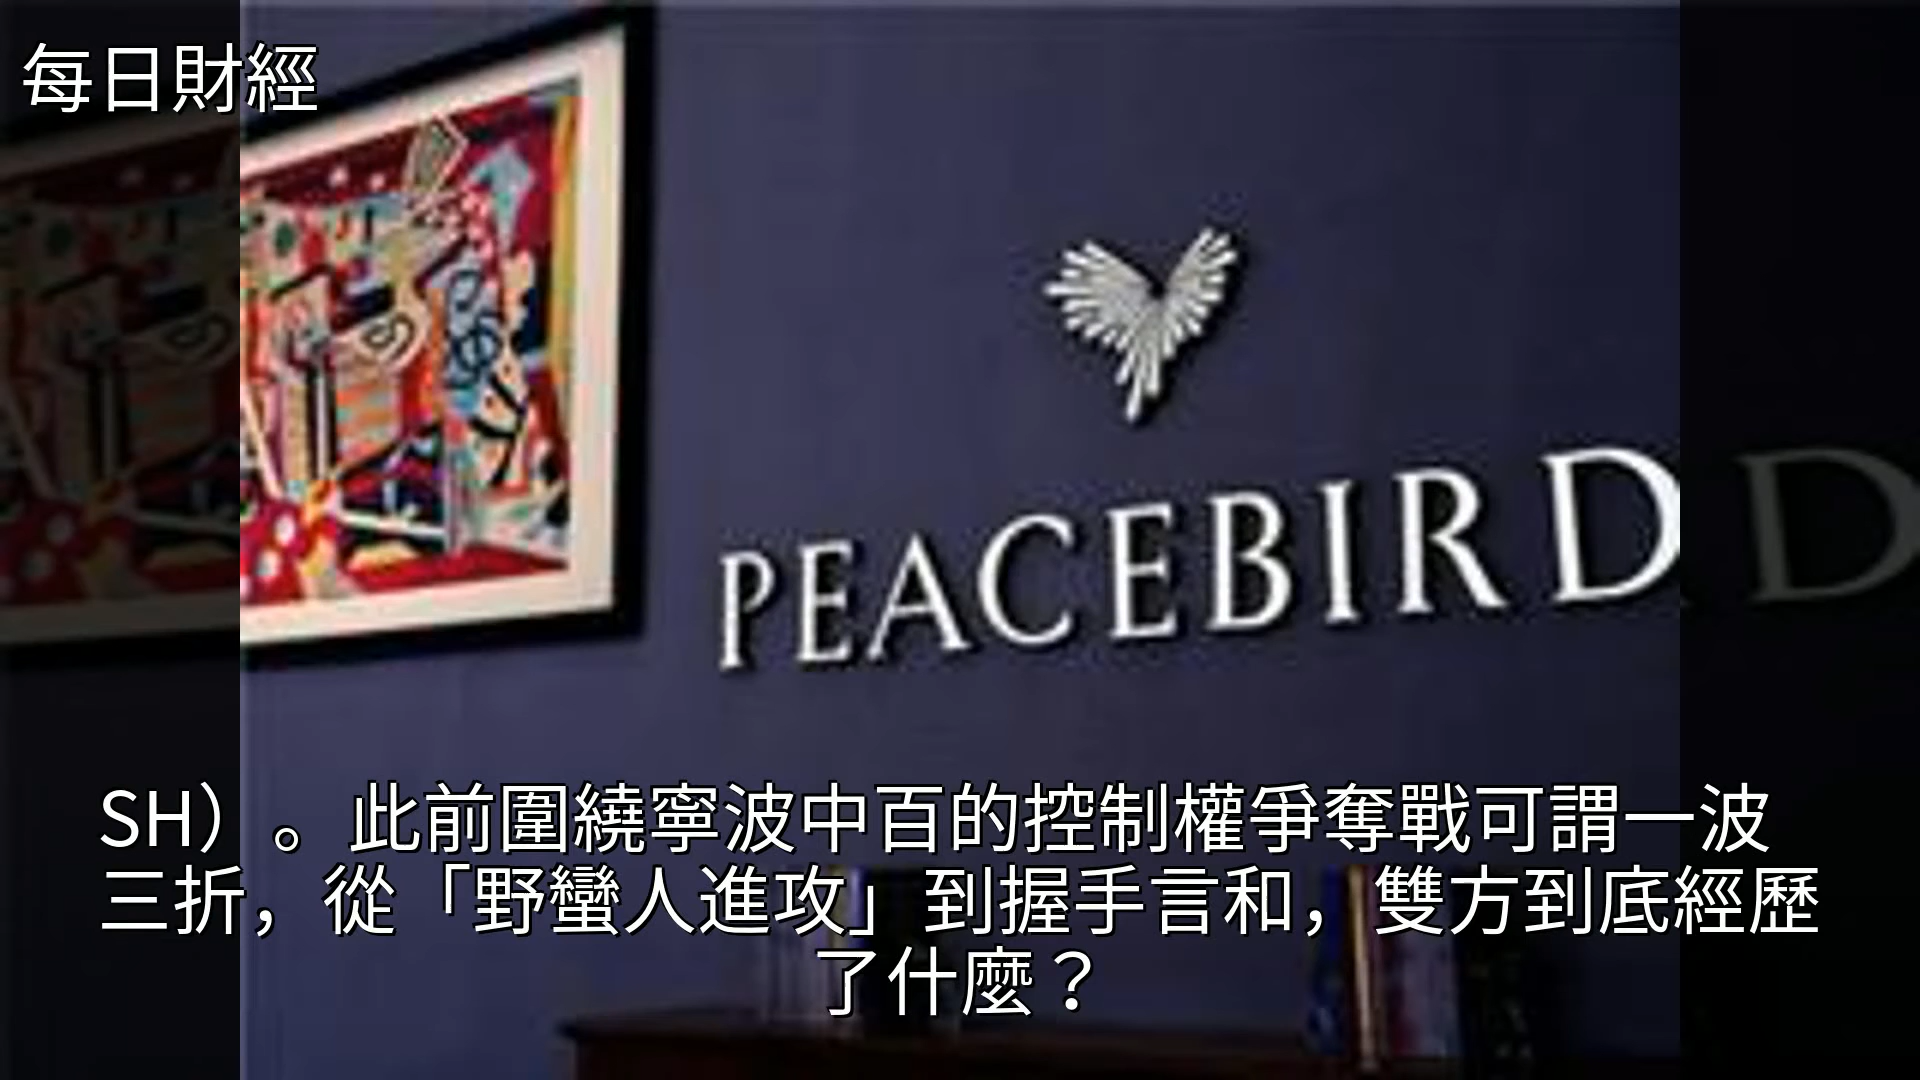 每日財經
PEACEBIRD
SH）。此前圍繞寧波中百的控制權爭奪戰可謂一波
三折，從「野蠻人進攻」到握手言和，雙方到底經歷
了什麼？